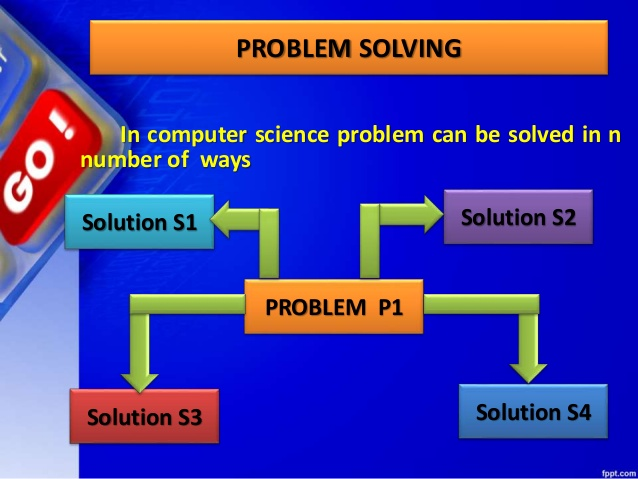 PROBLEM SOLVING
In computer science problem can be solved in n
number of ways
GO!
Solution S1
Solution S2
PROBLEM P1
Solution S3
Solution S4
fppt.com